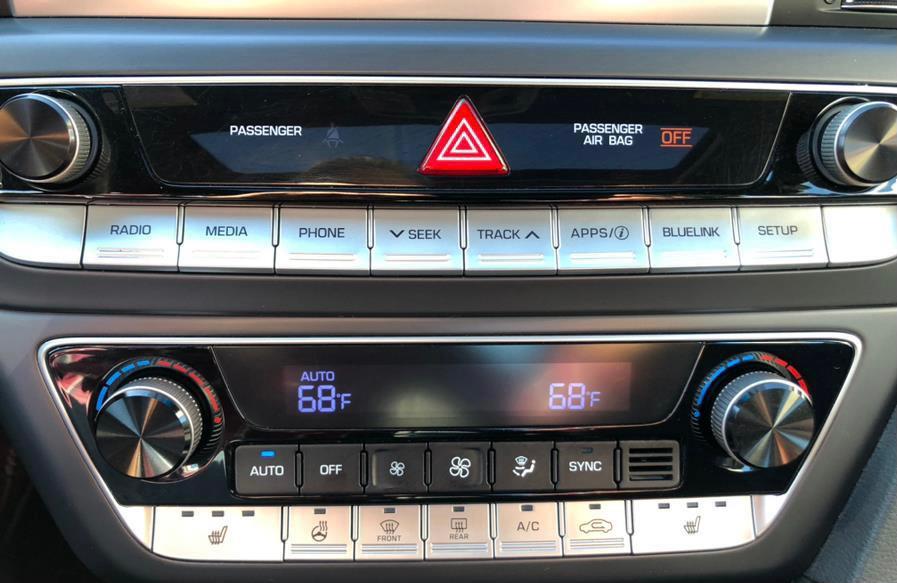 PASSENGER
PASSENGER
AIR BAG OFF
RADIO
MEDIA
PHONE
SEEK
TRACK
APPS/i
BLUELINK
SETUP
AUTO
68°F
68°F
AUTO
OFF
SYNC
FRONT
REAR
A/C